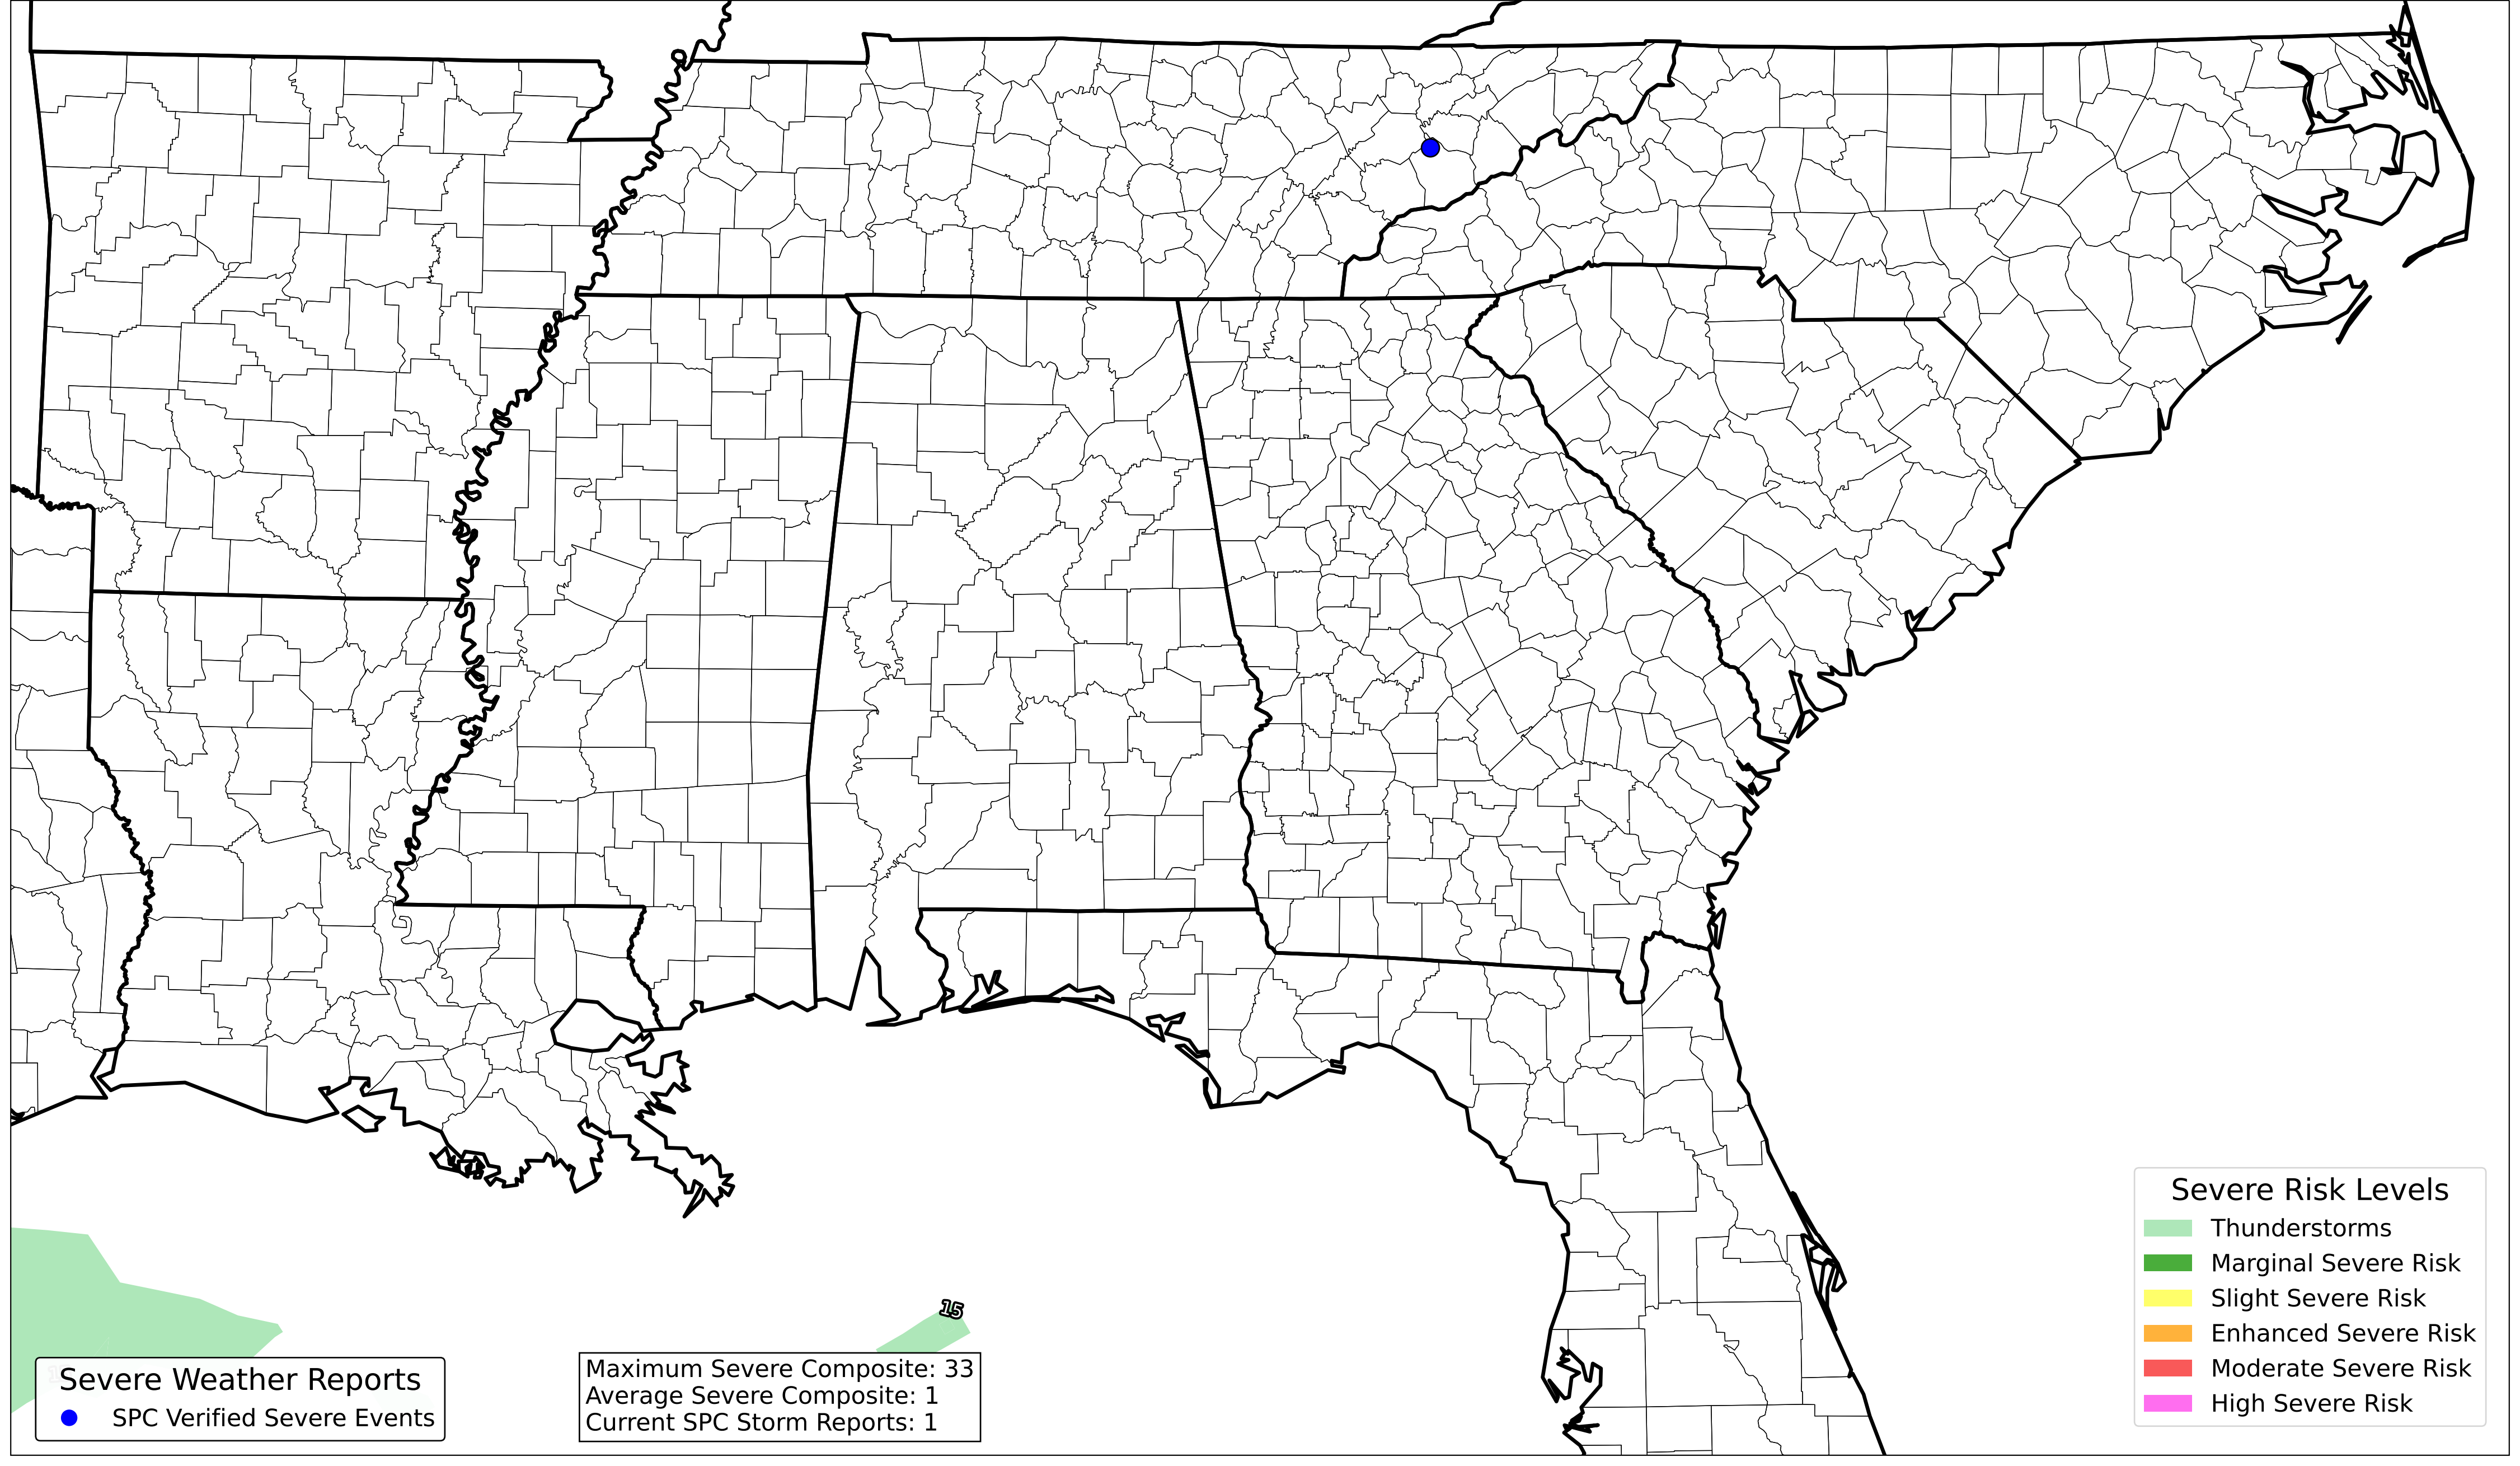 15
Severe Risk Levels
Thunderstorms
Marginal Severe Risk
Slight Severe Risk
Enhanced Severe Risk
Moderate Severe Risk
High Severe Risk
Severe Weather Reports
SPC Verified Severe Events
Maximum Severe Composite: 33
Average Severe Composite: 1
Current SPC Storm Reports: 1